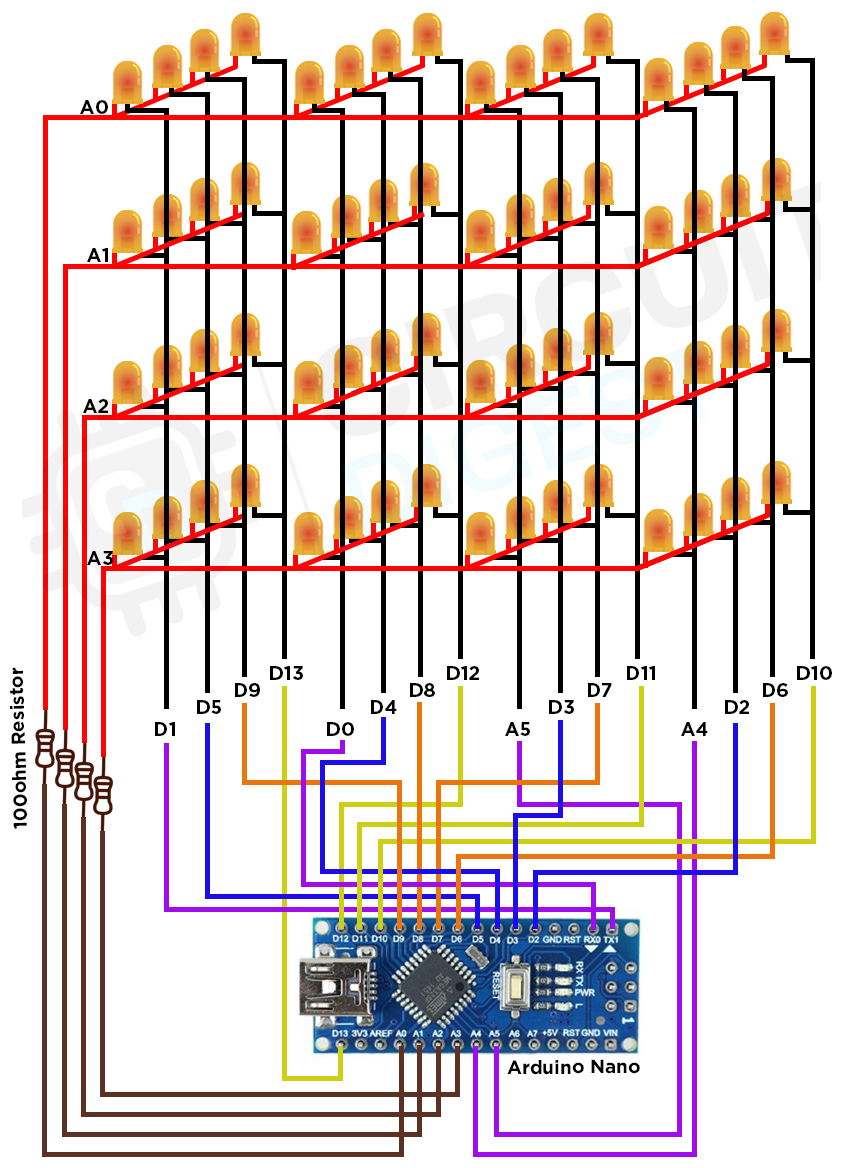 A0
A1
A2
A3
CIRCUIT
DIGEST
D13 D12 D11 D10
D9 D8 D7 D6
D5 D4 D3 D2
D1 D0 A5 A4
100ohm Resistor
D12 D11 D10 D9 D8 D7 D6 D5 D4 D3 D2 GND RST RX0 TX1
RESET
RX
TX
PWR
L
1
D13 3V3 AREF A0 A1 A2 A3 A4 A5 A6 A7 +5V RST GND VIN
Arduino Nano